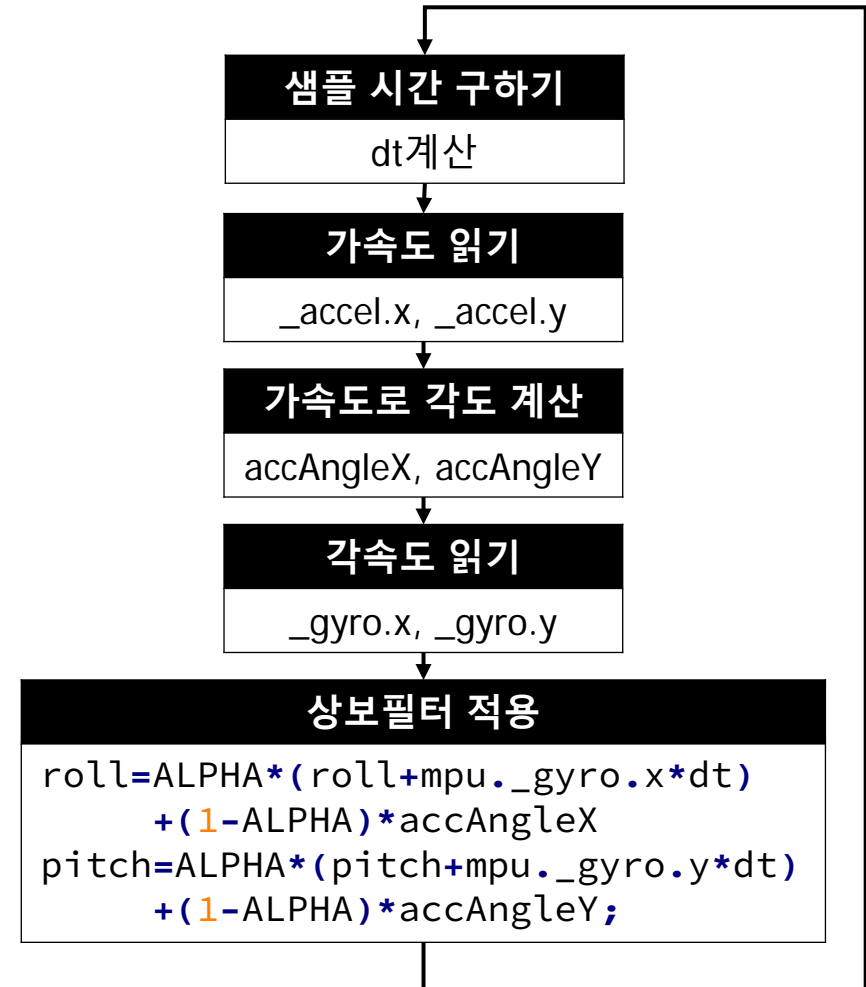 샘플 시간 구하기
dt계산
가속도 읽기
_accel.x, _accel.y
가속도로 각도 계산
accAngleX, accAngleY
각속도 읽기
_gyro.x, _gyro.y
상보필터 적용
roll=ALPHA*(roll+mpu._gyro.x*dt)
+(1-ALPHA)*accAngleX
pitch=ALPHA*(pitch+mpu._gyro.y*dt)
+(1-ALPHA)*accAngleY;